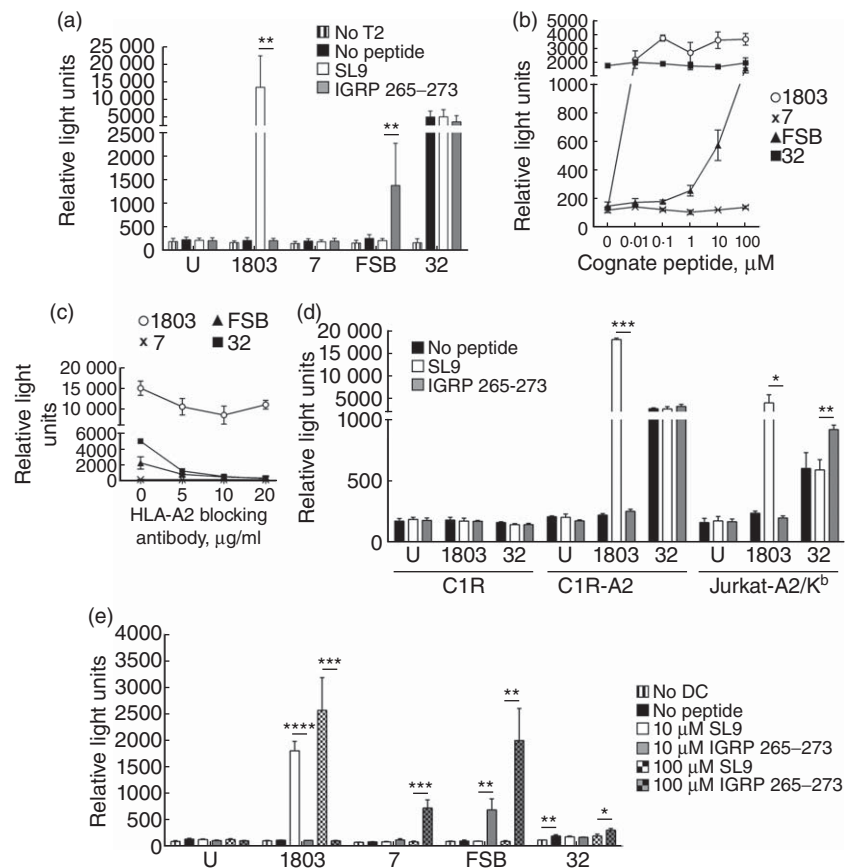 (a)
Relative light units
25 000
20 000
15 000
10 000
5000
2500
2000
1500
1000
500
0
**
**
No T2
No peptide
SL9
IGRP 265–273
U 1803 7 FSB 32
(b)
Relative light units
5000
4000
3000
2000
1000
800
600
400
200
0
0 0·01 0·1 1 10 100
Cognate peptide, μM
1803
7
FSB
32
(c)
1803 FSB
7 32
Relative light units
20 000
15 000
10 000
6000
4000
2000
0
0 5 10 20
HLA-A2 blocking
antibody, μg/ml
(d)
Relative light units
20 000
15 000
10 000
5000
1000
500
0
No peptide
SL9
IGRP 265-273
***
*
**
U 1803 32 U 1803 32 U 1803 32
C1R C1R-A2 Jurkat-A2/Kb
(e)
Relative light units
4000
3500
3000
2500
2000
1500
1000
500
0
****
***
***
**
**
**
*
U 1803 7 FSB 32
No DC
No peptide
10 μM SL9
10 μM IGRP 265–273
100 μM SL9
100 μM IGRP 265–273